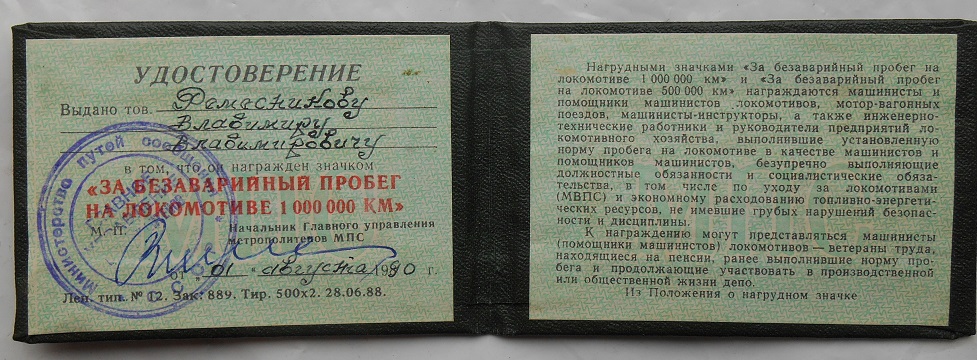 УДОСТОВЕРЕНИЕ
Выдано тов. Дамаскинову
Владимиру
Владимировичу
в том, что он награжден значком
«ЗА БЕЗАВАРИЙНЫЙ ПРОБЕГ
НА ЛОКОМОТИВЕ 1 000 000 КМ»
М. П.
Начальник Главного управления
метрополитенов МПС
01 августа 1990 г.
Лен. тип. № 12. Зак. 889. Тир. 500х2. 28.06.88.
Министерство путей сообщения
СССР
Нагрудными значками «За безаварийный пробег на
локомотиве 1 000 000 км» и «За безаварийный пробег
на локомотиве 500 000 км» награждаются машинисты и
помощники машинистов локомотивов, мотор-вагонных
поездов, машинисты-инструкторы, а также инженерно-
технические работники и руководители предприятий ло-
комотивного хозяйства, выполнившие установленную
норму пробега на локомотиве в качестве машинистов и
помощников машинистов, безупречно выполняющие
должностные обязанности и социалистические обяза-
тельства, в том числе по уходу за локомотивами
(МВПС) и экономному расходованию топливно-энергети-
ческих ресурсов, не имевшие грубых нарушений безопас-
ности и дисциплины.
К награждению могут представляться машинисты
(помощники машинистов) локомотивов — ветераны труда,
находящиеся на пенсии, ранее выполнившие норму про-
бега и продолжающие участвовать в производственной
или общественной жизни депо.
Из Положения о нагрудном значке